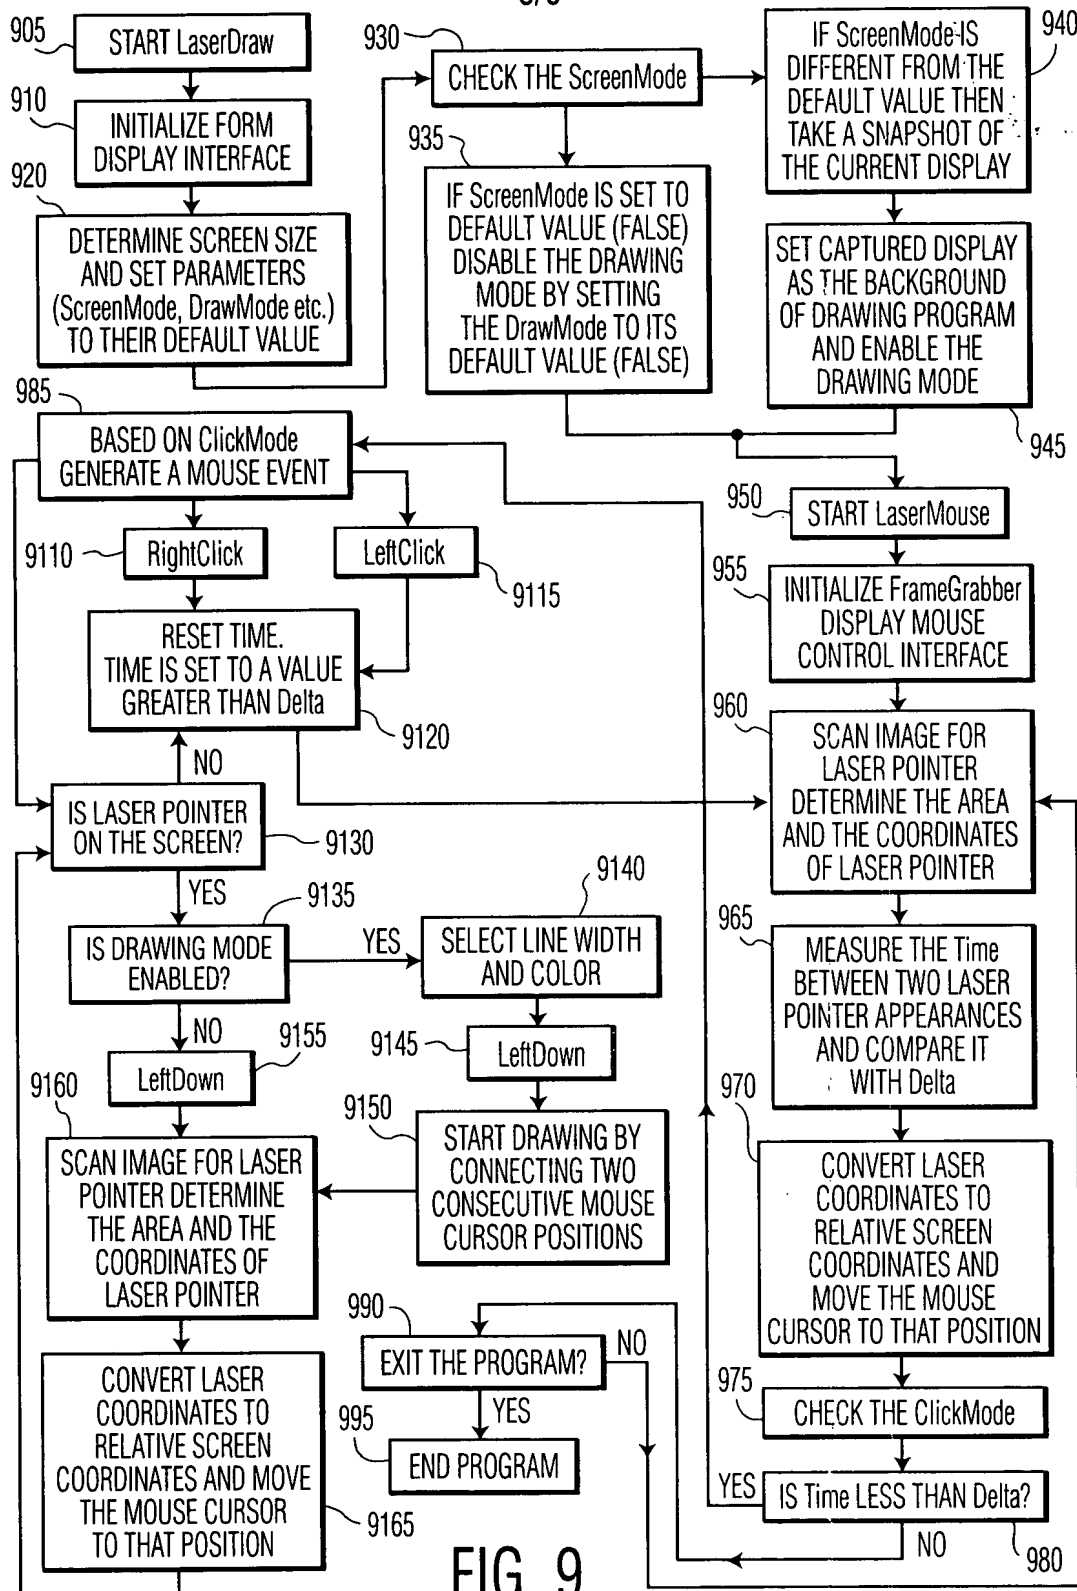 905
START LaserDraw
910
INITIALIZE FORM
DISPLAY INTERFACE
920
DETERMINE SCREEN SIZE
AND SET PARAMETERS
(ScreenMode, DrawMode etc.)
TO THEIR DEFAULT VALUE
930
CHECK THE ScreenMode
935
IF ScreenMode IS SET TO
DEFAULT VALUE (FALSE)
DISABLE THE DRAWING
MODE BY SETTING
THE DrawMode TO ITS
DEFAULT VALUE (FALSE)
940
IF ScreenMode IS
DIFFERENT FROM THE
DEFAULT VALUE THEN
TAKE A SNAPSHOT OF
THE CURRENT DISPLAY
SET CAPTURED DISPLAY
AS THE BACKGROUND
OF DRAWING PROGRAM
AND ENABLE THE
DRAWING MODE
945
950
START LaserMouse
955
INITIALIZE FrameGrabber
DISPLAY MOUSE
CONTROL INTERFACE
960
SCAN IMAGE FOR
LASER POINTER
DETERMINE THE AREA
AND THE COORDINATES
OF LASER POINTER
965
MEASURE THE Time
BETWEEN TWO LASER
POINTER APPEARANCES
AND COMPARE IT
WITH Delta
970
CONVERT LASER
COORDINATES TO
RELATIVE SCREEN
COORDINATES AND
MOVE THE MOUSE
CURSOR TO THAT POSITION
975
CHECK THE ClickMode
YES
IS Time LESS THAN Delta?
NO
980
985
BASED ON ClickMode
GENERATE A MOUSE EVENT
9110
RightClick
LeftClick
9115
RESET TIME.
TIME IS SET TO A VALUE
GREATER THAN Delta
9120
NO
IS LASER POINTER
ON THE SCREEN?
9130
YES
9135
IS DRAWING MODE
ENABLED?
YES
9140
SELECT LINE WIDTH
AND COLOR
NO
9155
LeftDown
9145
LeftDown
9150
START DRAWING BY
CONNECTING TWO
CONSECUTIVE MOUSE
CURSOR POSITIONS
9160
SCAN IMAGE FOR LASER
POINTER DETERMINE
THE AREA AND THE
COORDINATES OF
LASER POINTER
CONVERT LASER
COORDINATES TO
RELATIVE SCREEN
COORDINATES AND MOVE
THE MOUSE CURSOR
TO THAT POSITION
9165
990
EXIT THE PROGRAM?
NO
YES
995
END PROGRAM
FIG. 9